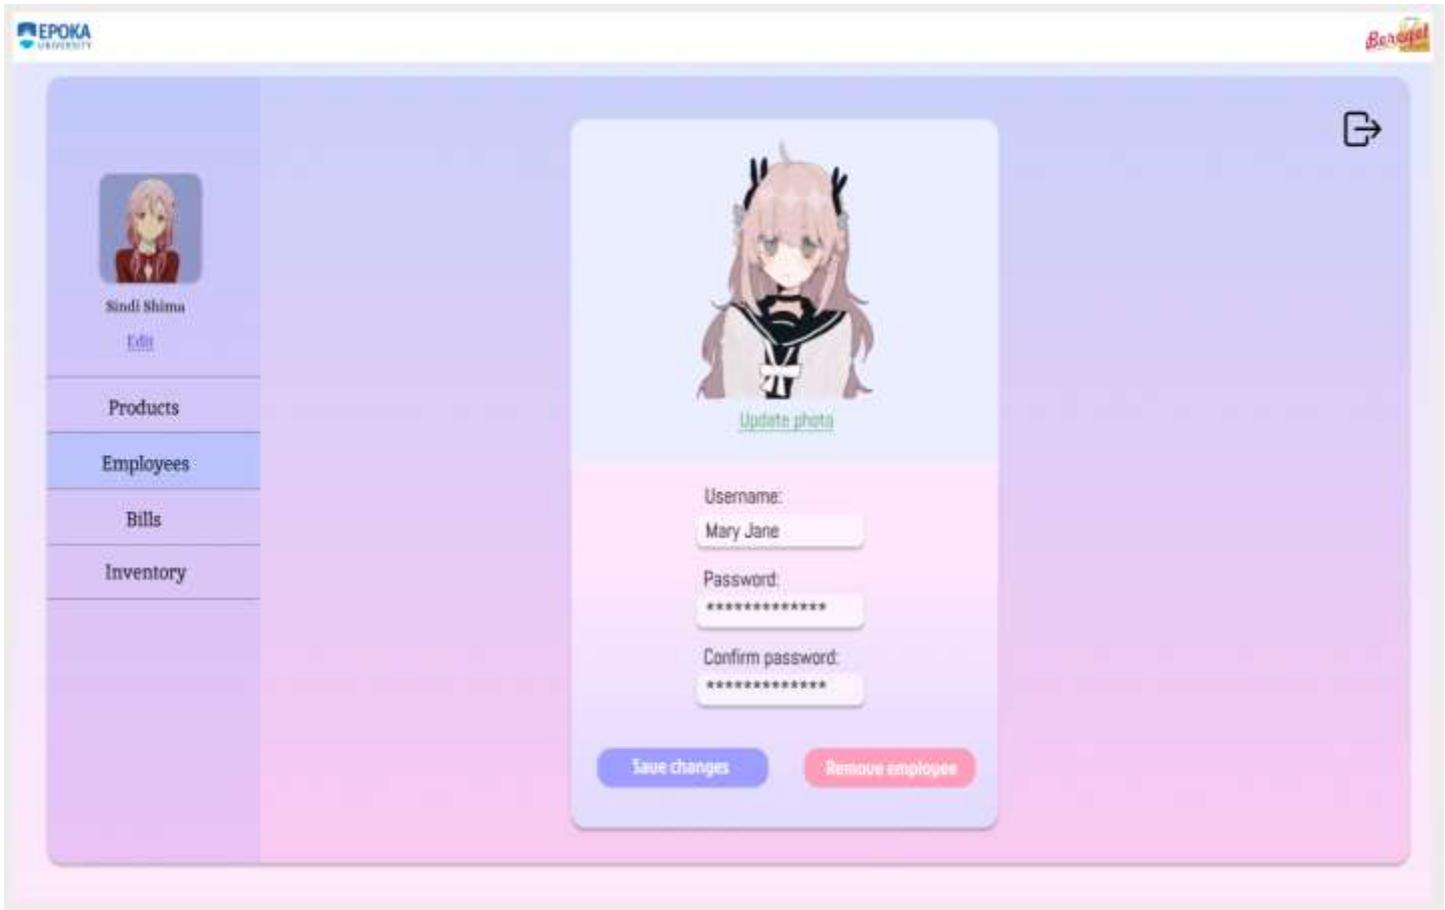 EPOKA
UNIVERSITY
Sindi Shima
Edit
Products
Employees
Bills
Inventory
Update photo
Username:
Mary Jane
Password:
*************
Confirm password:
*************
Save changes
Remove employee